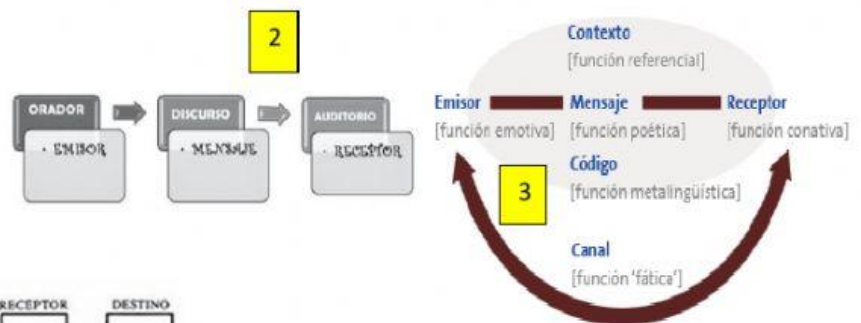 2
ORADOR
· EMISOR
DISCURSO
· MENSAJE
AUDITORIO
· RECEPTOR
Contexto
[función referencial]
Emisor Mensaje Receptor
[función emotiva] [función poética] [función conativa]
Código
3
[función metalingüística]
Canal
[función 'fática']
RECEPTOR DESTINO